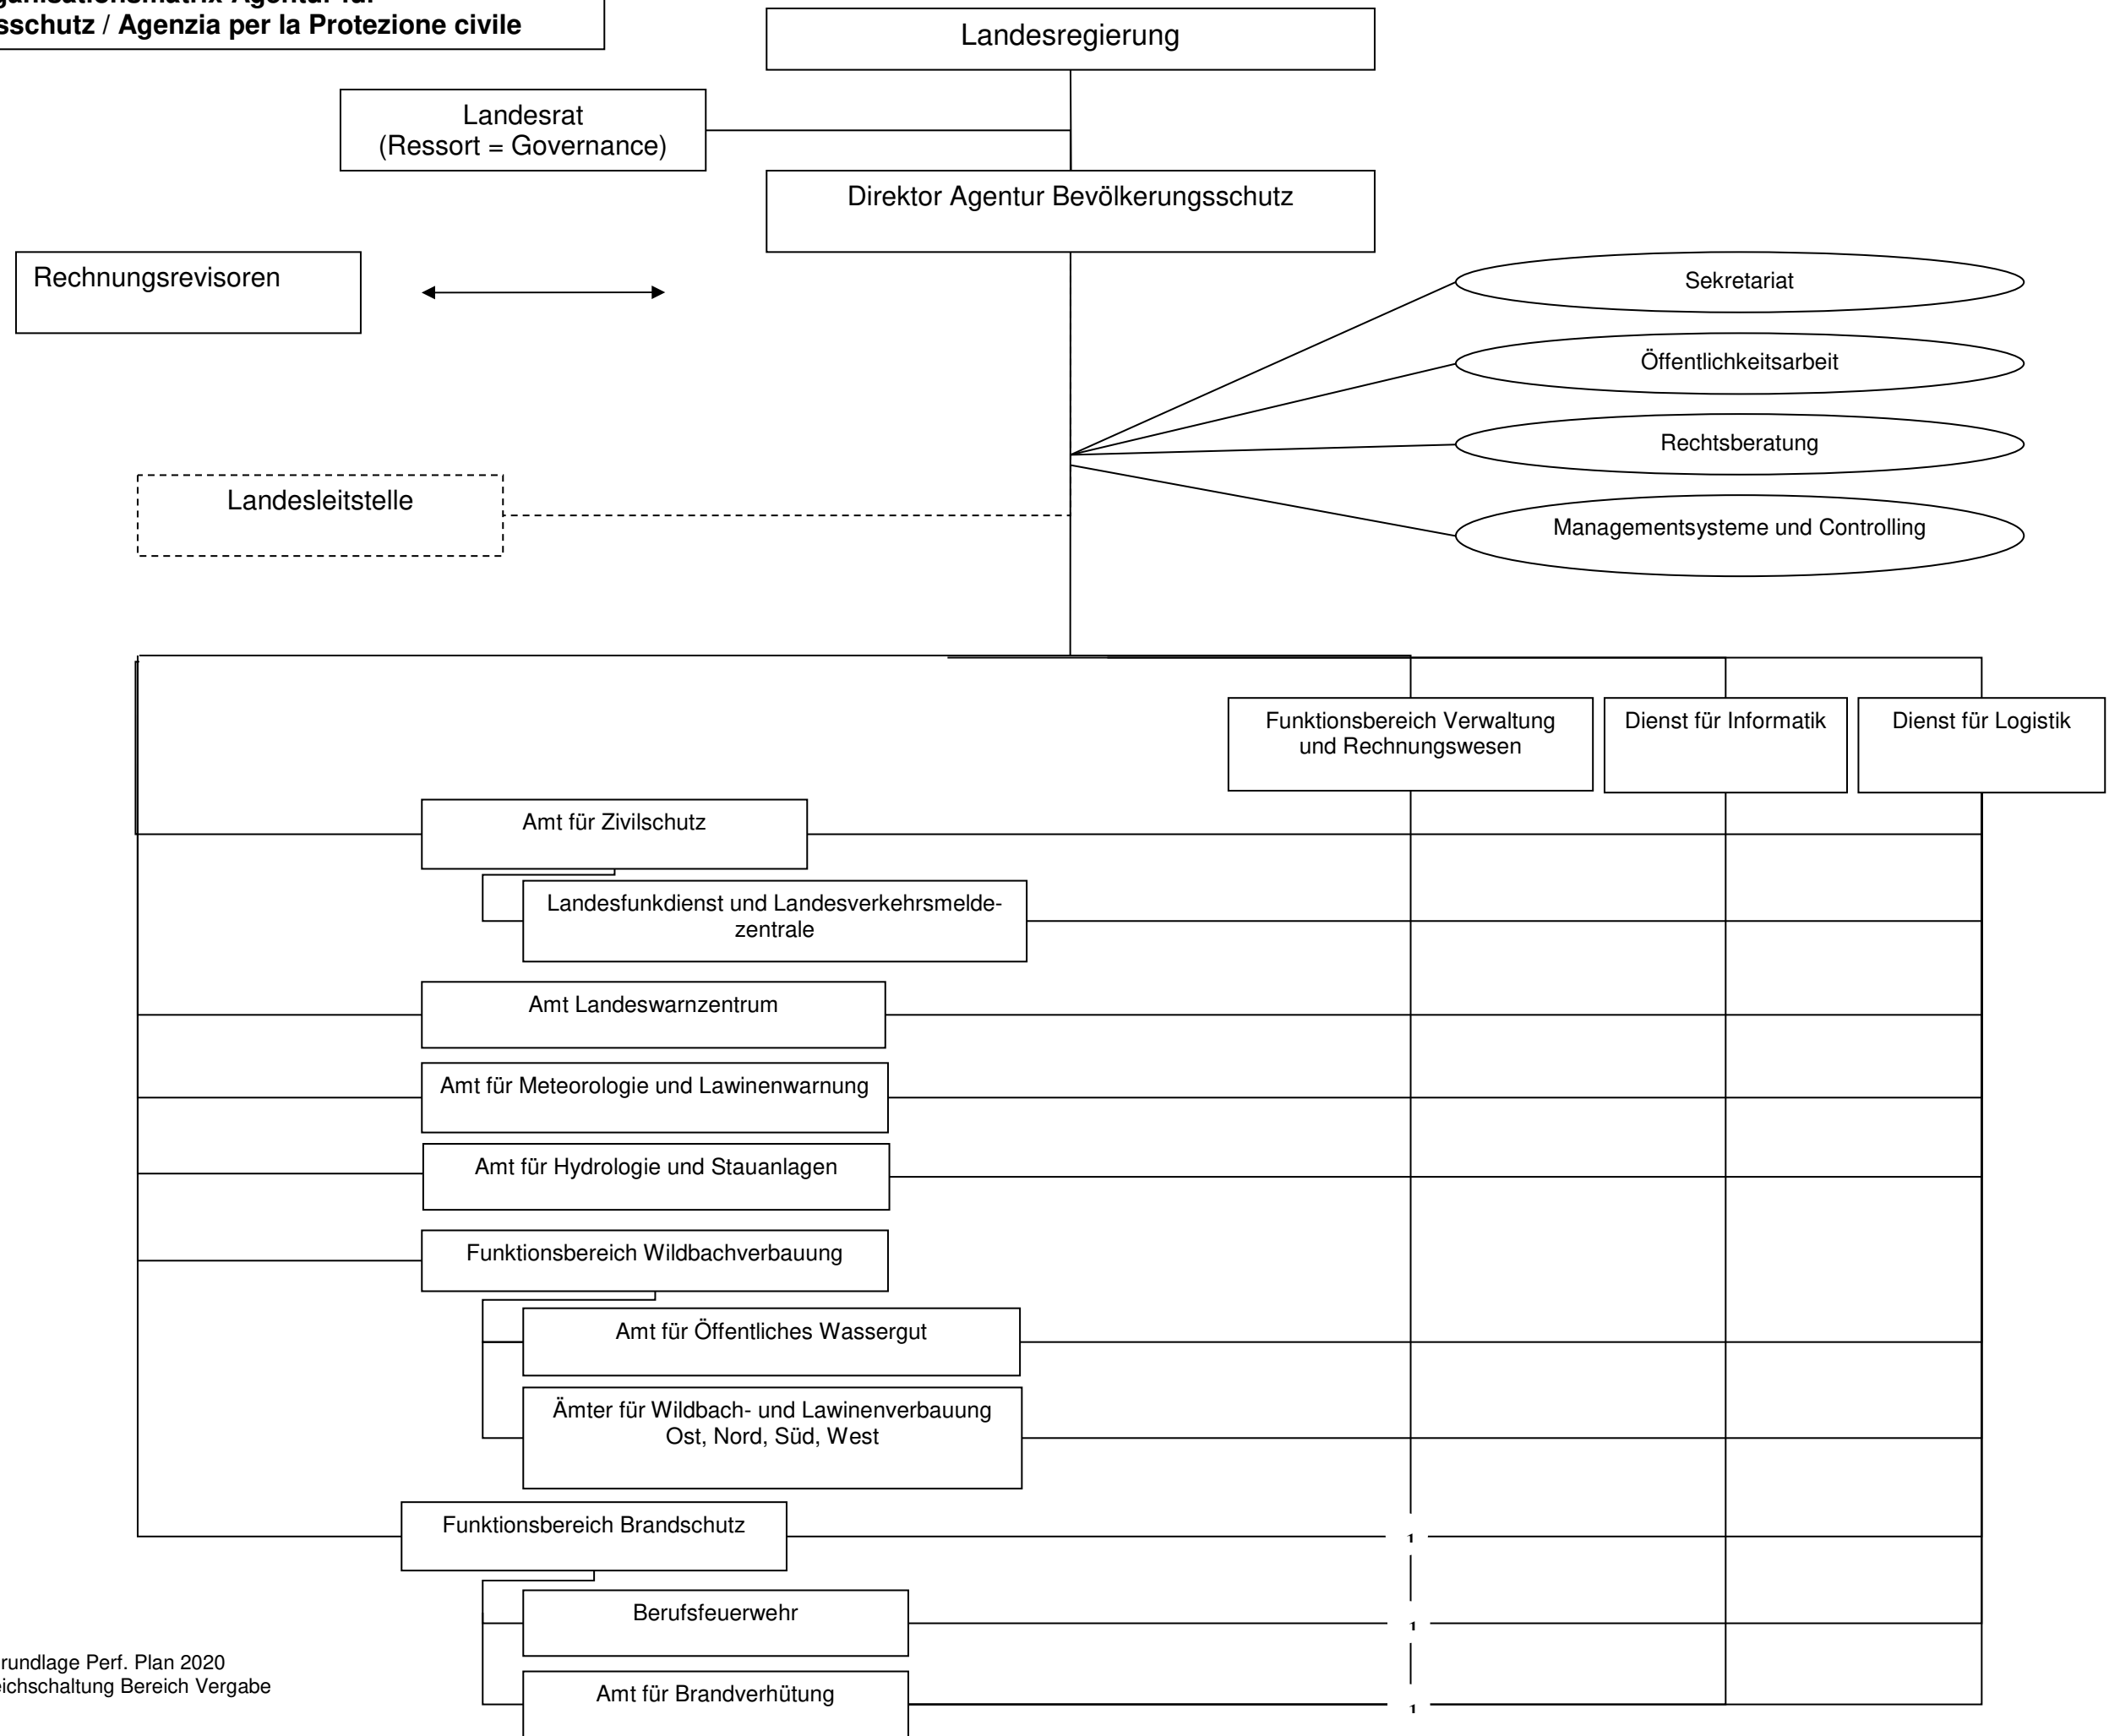 sschutz / Agenzia per la Protezione civile
Landesregierung
Landesrat
(Ressort = Governance)
Direktor Agentur Bevölkerungsschutz
Rechnungsrevisoren
Sekretariat
Öffentlichkeitsarbeit
Rechtsberatung
Managementsysteme und Controlling
Landesleitstelle
Funktionsbereich Verwaltung
und Rechnungswesen
Dienst für Informatik
Dienst für Logistik
Amt für Zivilschutz
Landesfunkdienst und Landesverkehrsmelde-
zentrale
Amt Landeswarnzentrum
Amt für Meteorologie und Lawinenwarnung
Amt für Hydrologie und Stauanlagen
Funktionsbereich Wildbachverbauung
Amt für Öffentliches Wassergut
Ämter für Wildbach- und Lawinenverbauung
Ost, Nord, Süd, West
Funktionsbereich Brandschutz
1
Berufsfeuerwehr
1
Amt für Brandverhütung
1
rundlage Perf. Plan 2020
eichschaltung Bereich Vergabe